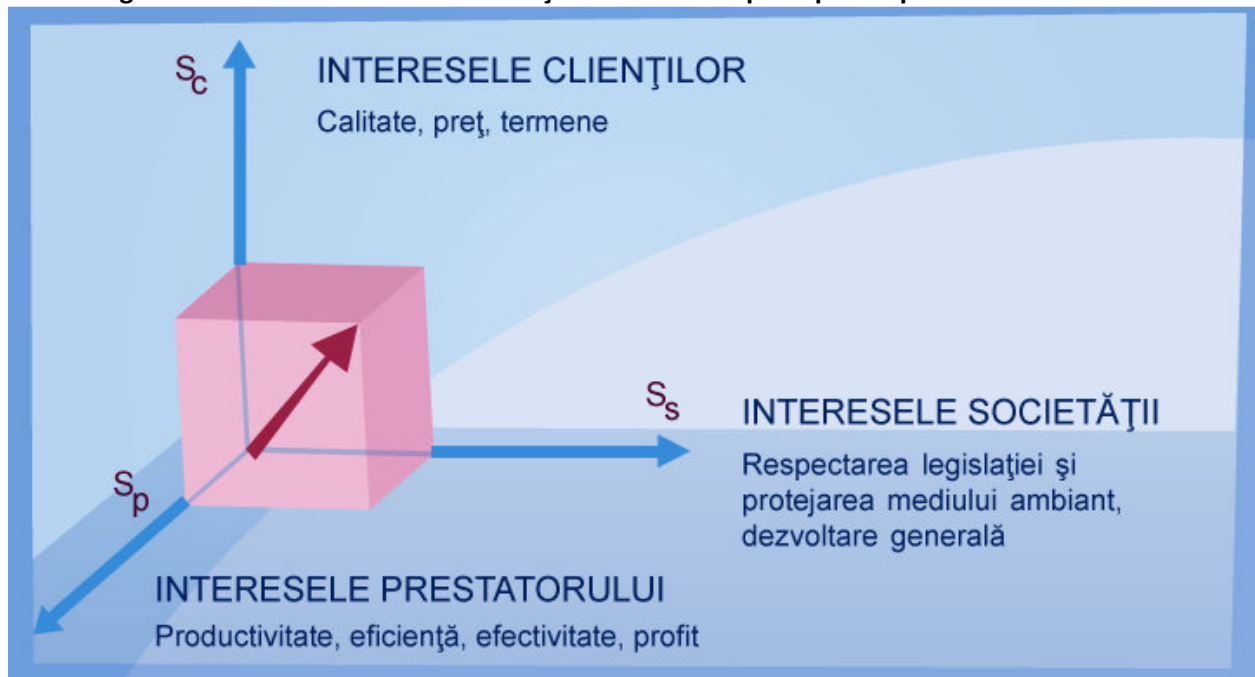 Sc
INTERESELE CLIENŢILOR
Calitate, preţ, termene
Ss
INTERESELE SOCIETĂŢII
Respectarea legislaţiei şi
protejarea mediului ambiant,
dezvoltare generală
Sp
INTERESELE PRESTATORULUI
Productivitate, eficienţă, efectivitate, profit